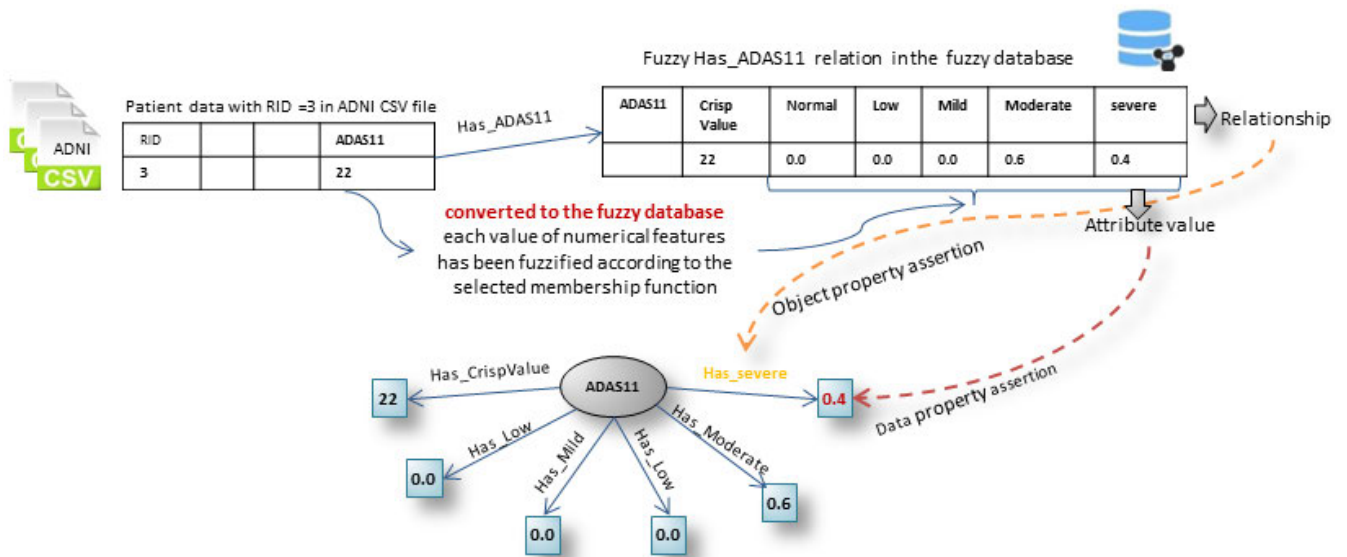 Fuzzy Has_ADAS11 relation in the fuzzy database
Patient data with RID =3 in ADNI CSV file
ADNI
CSV
RID ADAS11
3 22
Has_ADAS11
ADAS11 Crisp Value Normal Low Mild Moderate severe
22 0.0 0.0 0.0 0.6 0.4
Relationship
Attribute value
converted to the fuzzy database
each value of numerical features
has been fuzzified according to the
selected membership function
Object property assertion
Data property assertion
Has_CrispValue
ADAS11
Has_severe
22
0.4
Has_Low
Has_Mild
Has_Low
Has_Moderate
0.0
0.0
0.0
0.6